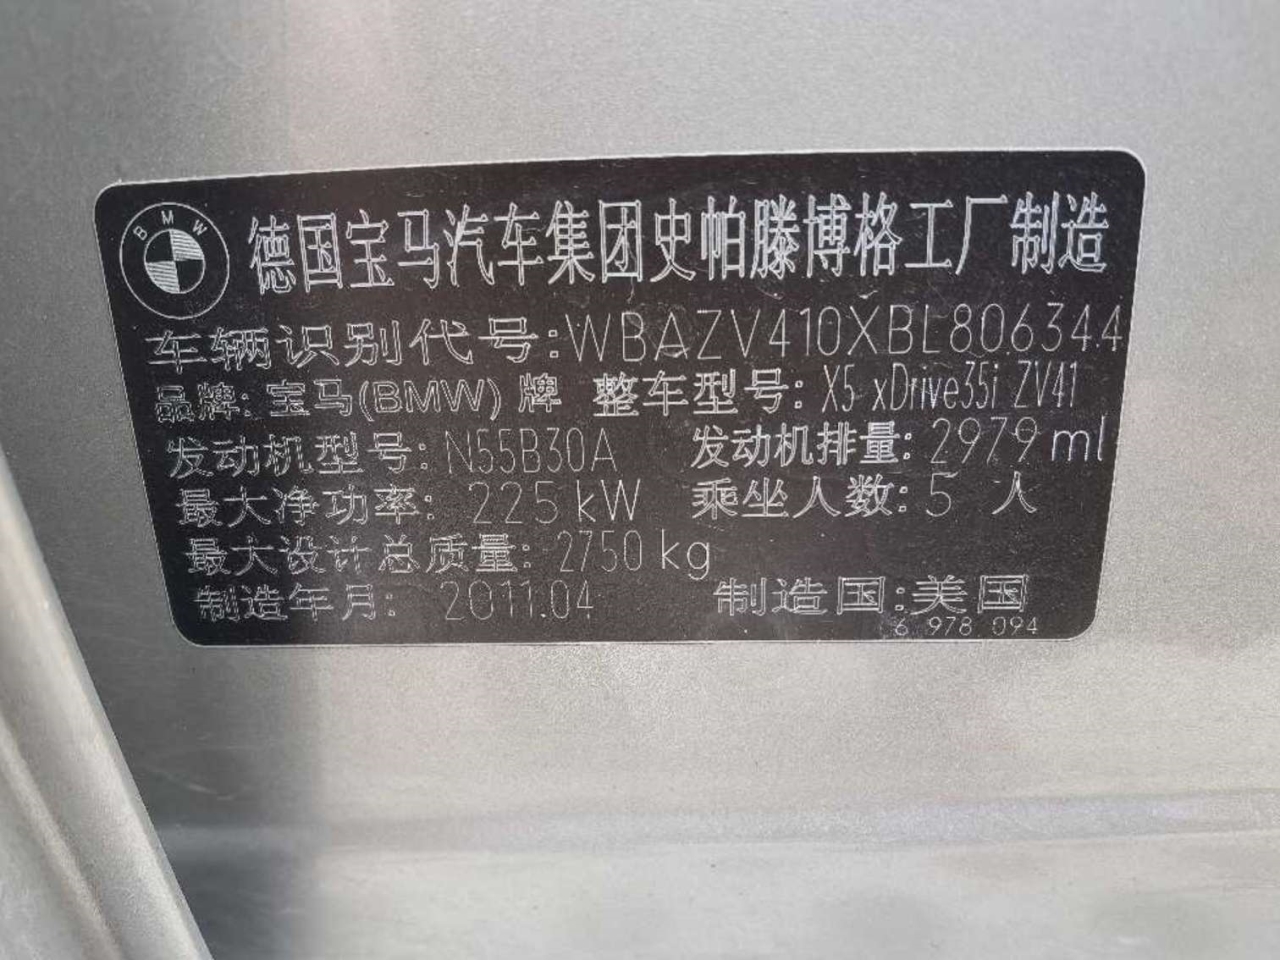 BMW 德国宝马汽车集团史帕滕博格工厂制造
车辆识别代号:WBAZV410XBL806344
品牌:宝马(BMW)牌 整车型号:X5 xDrive35i ZV41
发动机型号:N55B30A 发动机排量:2979 ml
最大净功率:225 kW 乘坐人数:5 人
最大设计总质量:2750 kg
制造年月:2011.04 制造国:美国
6 978 094